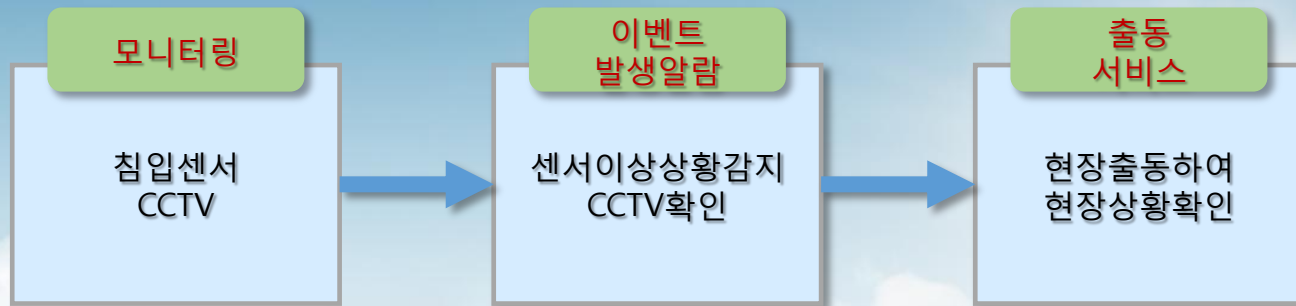 모니터링
침입센서
CCTV
이벤트
발생알람
센서이상상황감지
CCTV확인
출동
서비스
현장출동하여
현장상황확인